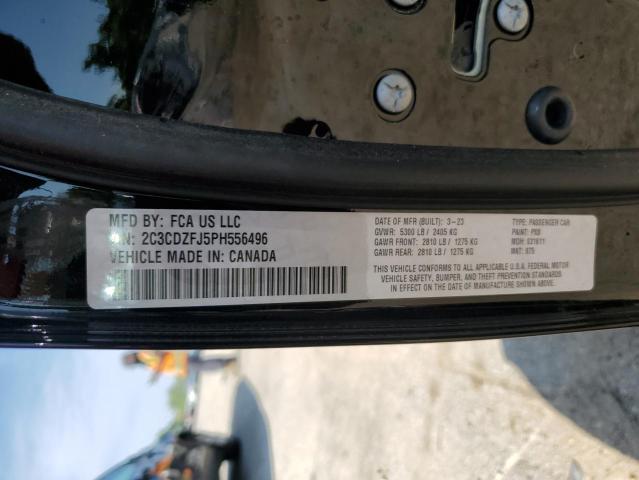 MFD BY: FCA US LLC
VIN: 2C3CDZFJ5PH556496
VEHICLE MADE IN: CANADA
DATE OF MFR (BUILT): 3-23
GVWR: 5300 LB / 2405 KG
GAWR FRONT: 2810 LB / 1275 KG
GAWR REAR: 2810 LB / 1275 KG
THIS VEHICLE CONFORMS TO ALL APPLICABLE U.S.A. FEDERAL MOTOR
VEHICLE SAFETY, BUMPER, AND THEFT PREVENTION STANDARDS
IN EFFECT ON THE DATE OF MANUFACTURE SHOWN ABOVE.
TYPE: PASSENGER CAR
PAINT: PX8
MDH: